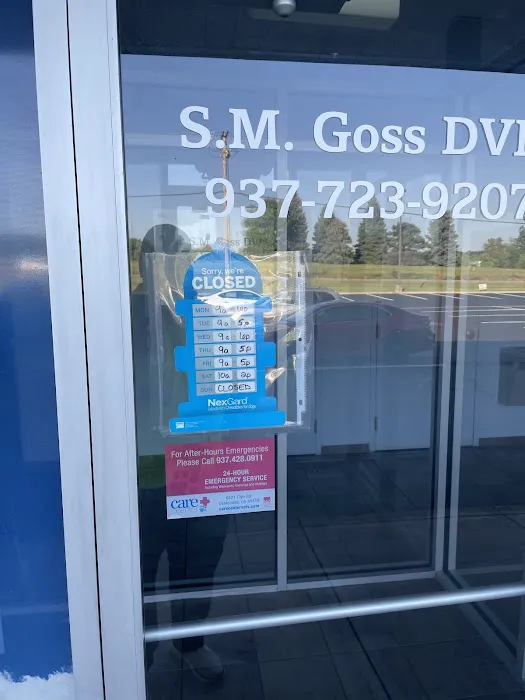 S.M. Goss DV
937-723-9207
S.M. Goss DV
Sorry, we're
CLOSED
MON 9a 6p
TUE 9a 5p
WED 9a 6p
THU 9a 5p
FRI 9a 5p
SAT 10a 2p
SUN CLOSED
NexGard
For After-Hours Emergencies
Please Call 937.428.0911
24-HOUR
EMERGENCY SERVICE
care